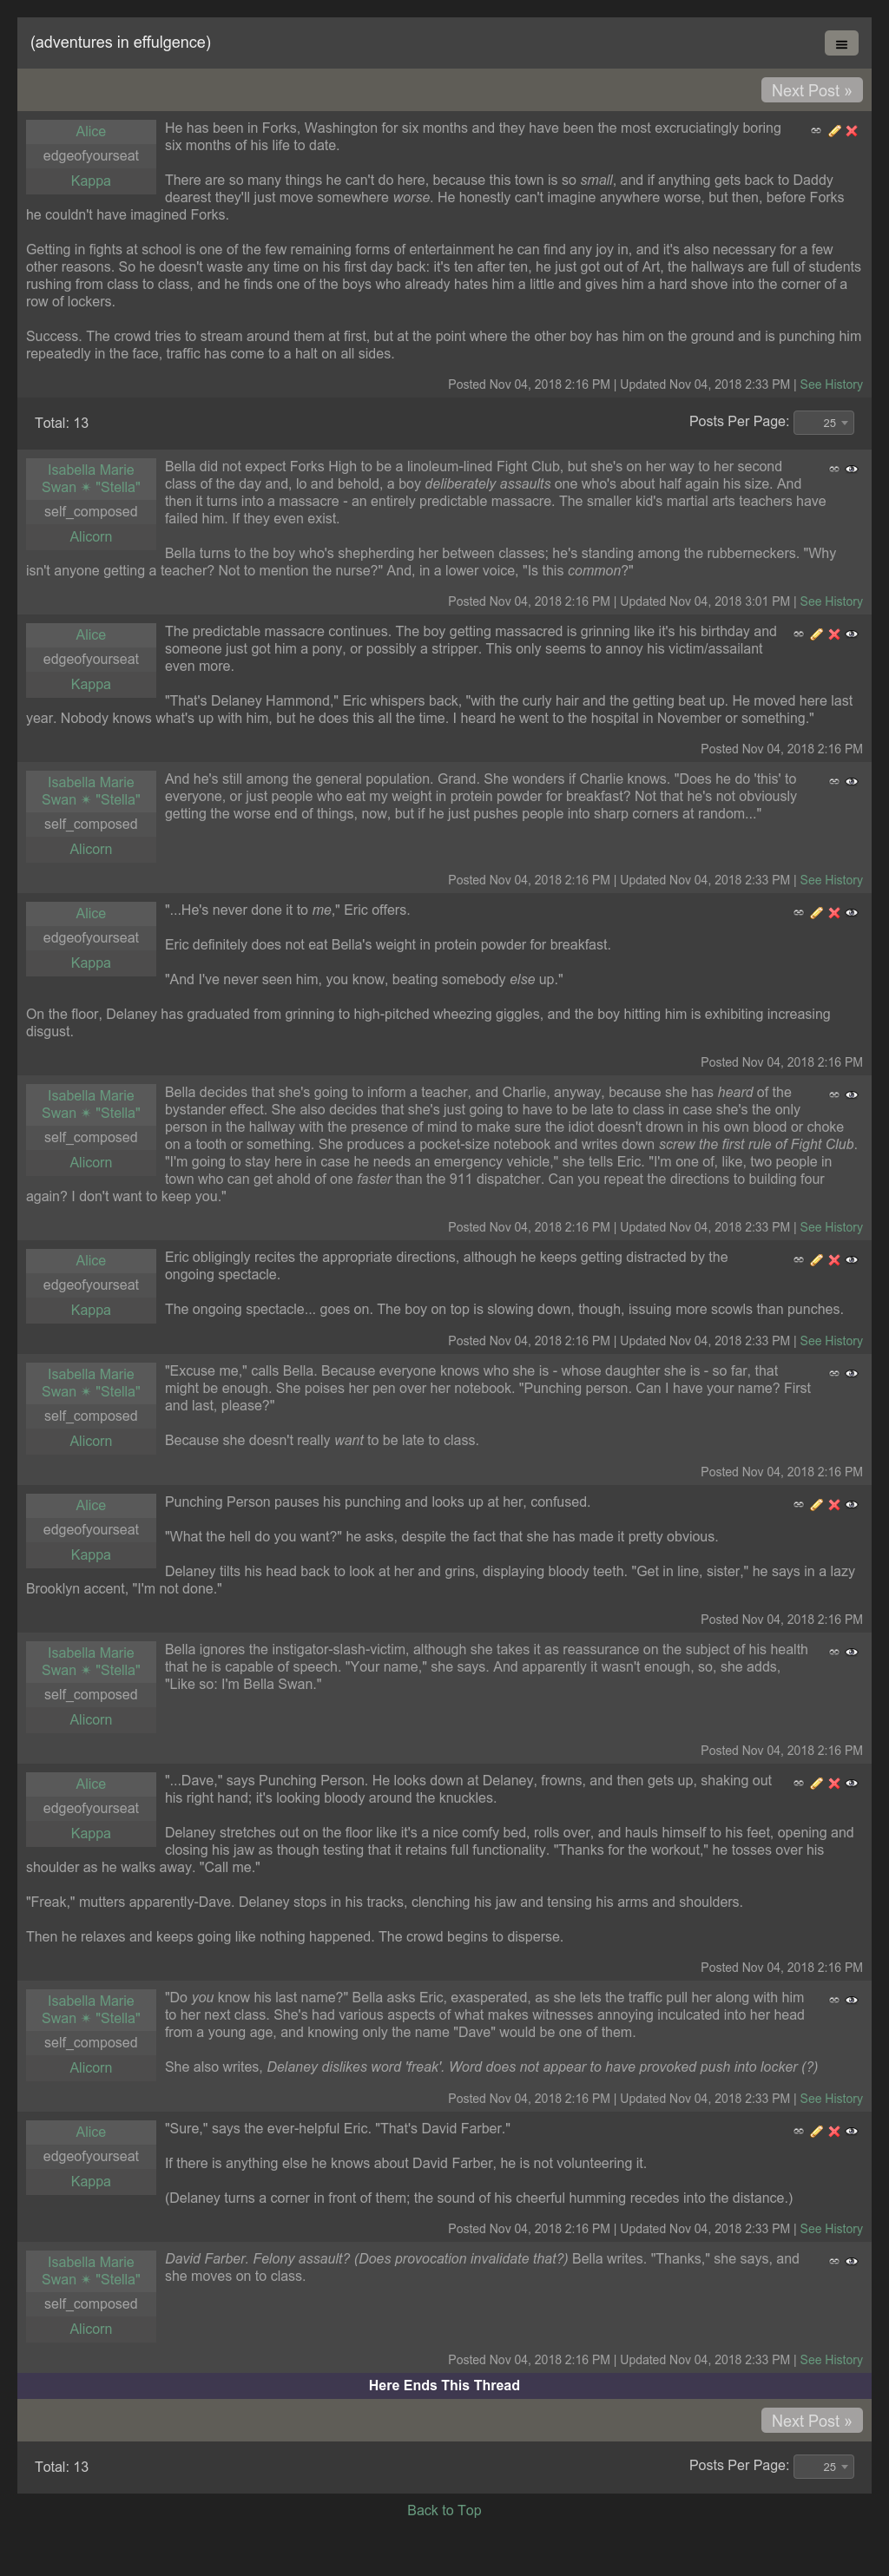 (adventures in effulgence)
Next Post »
Alice
edgeofyourseat
Kappa
He has been in Forks, Washington for six months and they have been the most excruciatingly boring
six months of his life to date.
There are so many things he can't do here, because this town is so small, and if anything gets back to Daddy
dearest they'll just move somewhere worse. He honestly can't imagine anywhere worse, but then, before Forks
he couldn't have imagined Forks.
Getting in fights at school is one of the few remaining forms of entertainment he can find any joy in, and it's also necessary for a few
other reasons. So he doesn't waste any time on his first day back: it's ten after ten, he just got out of Art, the hallways are full of students
rushing from class to class, and he finds one of the boys who already hates him a little and gives him a hard shove into the corner of a
row of lockers.
Success. The crowd tries to stream around them at first, but at the point where the other boy has him on the ground and is punching him
repeatedly in the face, traffic has come to a halt on all sides.
Posted Nov 04, 2018 2:16 PM | Updated Nov 04, 2018 2:33 PM | See History
Total: 13
Posts Per Page: 25
Isabella Marie
Swan ✴ "Stella"
self_composed
Alicorn
Bella did not expect Forks High to be a linoleum-lined Fight Club, but she's on her way to her second
class of the day and, lo and behold, a boy deliberately assaults one who's about half again his size. And
then it turns into a massacre - an entirely predictable massacre. The smaller kid's martial arts teachers have
failed him. If they even exist.
Bella turns to the boy who's shepherding her between classes; he's standing among the rubberneckers. "Why
isn't anyone getting a teacher? Not to mention the nurse?" And, in a lower voice, "Is this common?"
Posted Nov 04, 2018 2:16 PM | Updated Nov 04, 2018 3:01 PM | See History
Alice
edgeofyourseat
Kappa
The predictable massacre continues. The boy getting massacred is grinning like it's his birthday and
someone just got him a pony, or possibly a stripper. This only seems to annoy his victim/assailant
even more.
"That's Delaney Hammond," Eric whispers back, "with the curly hair and the getting beat up. He moved here last
year. Nobody knows what's up with him, but he does this all the time. I heard he went to the hospital in November or something."
Posted Nov 04, 2018 2:16 PM
Isabella Marie
Swan ✴ "Stella"
self_composed
Alicorn
And he's still among the general population. Grand. She wonders if Charlie knows. "Does he do 'this' to
everyone, or just people who eat my weight in protein powder for breakfast? Not that he's not obviously
getting the worse end of things, now, but if he just pushes people into sharp corners at random..."
Posted Nov 04, 2018 2:16 PM | Updated Nov 04, 2018 2:33 PM | See History
Alice
edgeofyourseat
Kappa
"...He's never done it to me," Eric offers.
Eric definitely does not eat Bella's weight in protein powder for breakfast.
"And I've never seen him, you know, beating somebody else up."
On the floor, Delaney has graduated from grinning to high-pitched wheezing giggles, and the boy hitting him is exhibiting increasing
disgust.
Posted Nov 04, 2018 2:16 PM
Isabella Marie
Swan ✴ "Stella"
self_composed
Alicorn
Bella decides that she's going to inform a teacher, and Charlie, anyway, because she has heard of the
bystander effect. She also decides that she's just going to have to be late to class in case she's the only
person in the hallway with the presence of mind to make sure the idiot doesn't drown in his own blood or choke
on a tooth or something. She produces a pocket-size notebook and writes down screw the first rule of Fight Club.
"I'm going to stay here in case he needs an emergency vehicle," she tells Eric. "I'm one of, like, two people in
town who can get ahold of one faster than the 911 dispatcher. Can you repeat the directions to building four
again? I don't want to keep you."
Posted Nov 04, 2018 2:16 PM | Updated Nov 04, 2018 2:33 PM | See History
Alice
edgeofyourseat
Kappa
Eric obligingly recites the appropriate directions, although he keeps getting distracted by the
ongoing spectacle.
The ongoing spectacle... goes on. The boy on top is slowing down, though, issuing more scowls than punches.
Posted Nov 04, 2018 2:16 PM | Updated Nov 04, 2018 2:33 PM | See History
Isabella Marie
Swan ✴ "Stella"
self_composed
Alicorn
"Excuse me," calls Bella. Because everyone knows who she is - whose daughter she is - so far, that
might be enough. She poises her pen over her notebook. "Punching person. Can I have your name? First
and last, please?"
Because she doesn't really want to be late to class.
Posted Nov 04, 2018 2:16 PM
Alice
edgeofyourseat
Kappa
Punching Person pauses his punching and looks up at her, confused.
"What the hell do you want?" he asks, despite the fact that she has made it pretty obvious.
Delaney tilts his head back to look at her and grins, displaying bloody teeth. "Get in line, sister," he says in a lazy
Brooklyn accent, "I'm not done."
Posted Nov 04, 2018 2:16 PM
Isabella Marie
Swan ✴ "Stella"
self_composed
Alicorn
Bella ignores the instigator-slash-victim, although she takes it as reassurance on the subject of his health
that he is capable of speech. "Your name," she says. And apparently it wasn't enough, so, she adds,
"Like so: I'm Bella Swan."
Posted Nov 04, 2018 2:16 PM
Alice
edgeofyourseat
Kappa
"...Dave," says Punching Person. He looks down at Delaney, frowns, and then gets up, shaking out
his right hand; it's looking bloody around the knuckles.
Delaney stretches out on the floor like it's a nice comfy bed, rolls over, and hauls himself to his feet, opening and
closing his jaw as though testing that it retains full functionality. "Thanks for the workout," he tosses over his
shoulder as he walks away. "Call me."
"Freak," mutters apparently-Dave. Delaney stops in his tracks, clenching his jaw and tensing his arms and shoulders.
Then he relaxes and keeps going like nothing happened. The crowd begins to disperse.
Posted Nov 04, 2018 2:16 PM
Isabella Marie
Swan ✴ "Stella"
self_composed
Alicorn
"Do you know his last name?" Bella asks Eric, exasperated, as she lets the traffic pull her along with him
to her next class. She's had various aspects of what makes witnesses annoying inculcated into her head
from a young age, and knowing only the name "Dave" would be one of them.
She also writes, Delaney dislikes word 'freak'. Word does not appear to have provoked push into locker (?)
Posted Nov 04, 2018 2:16 PM | Updated Nov 04, 2018 2:33 PM | See History
Alice
edgeofyourseat
Kappa
"Sure," says the ever-helpful Eric. "That's David Farber."
If there is anything else he knows about David Farber, he is not volunteering it.
(Delaney turns a corner in front of them; the sound of his cheerful humming recedes into the distance.)
Posted Nov 04, 2018 2:16 PM | Updated Nov 04, 2018 2:33 PM | See History
Isabella Marie
Swan ✴ "Stella"
self_composed
Alicorn
David Farber. Felony assault? (Does provocation invalidate that?) Bella writes. "Thanks," she says, and
she moves on to class.
Posted Nov 04, 2018 2:16 PM | Updated Nov 04, 2018 2:33 PM | See History
Here Ends This Thread
Next Post »
Total: 13
Posts Per Page: 25
Back to Top